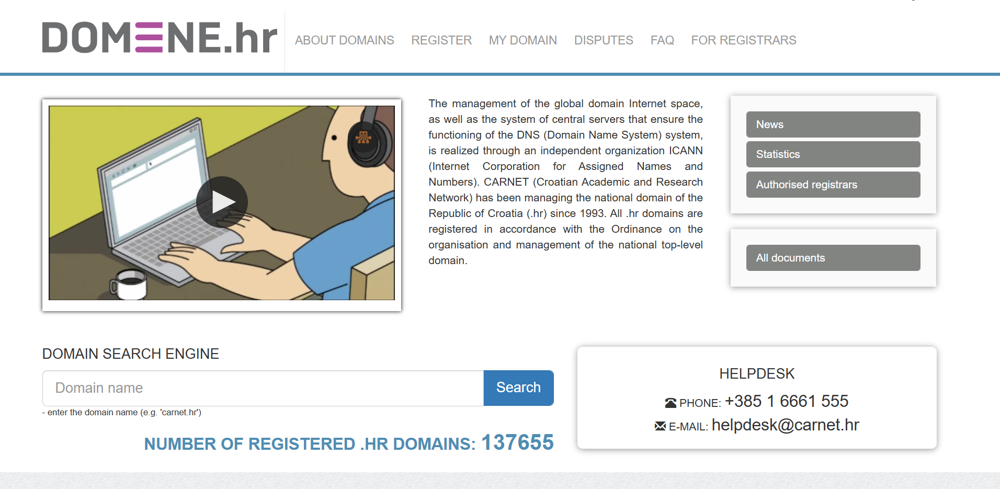 DOMENE.hr
ABOUT DOMAINS REGISTER MY DOMAIN DISPUTES FAQ FOR REGISTRARS
The management of the global domain Internet space,
as well as the system of central servers that ensure the
functioning of the DNS (Domain Name System) system,
is realized through an independent organization ICANN
(Internet Corporation for Assigned Names and
Numbers). CARNET (Croatian Academic and Research
Network) has been managing the national domain of the
Republic of Croatia (.hr) since 1993. All .hr domains are
registered in accordance with the Ordinance on the
organisation and management of the national top-level
domain.
News
Statistics
Authorised registrars
All documents
DOMAIN SEARCH ENGINE
Domain name
Search
- enter the domain name (e.g. 'carnet.hr')
NUMBER OF REGISTERED .HR DOMAINS: 137655
HELPDESK
PHONE: +385 1 6661 555
E-MAIL: helpdesk@carnet.hr